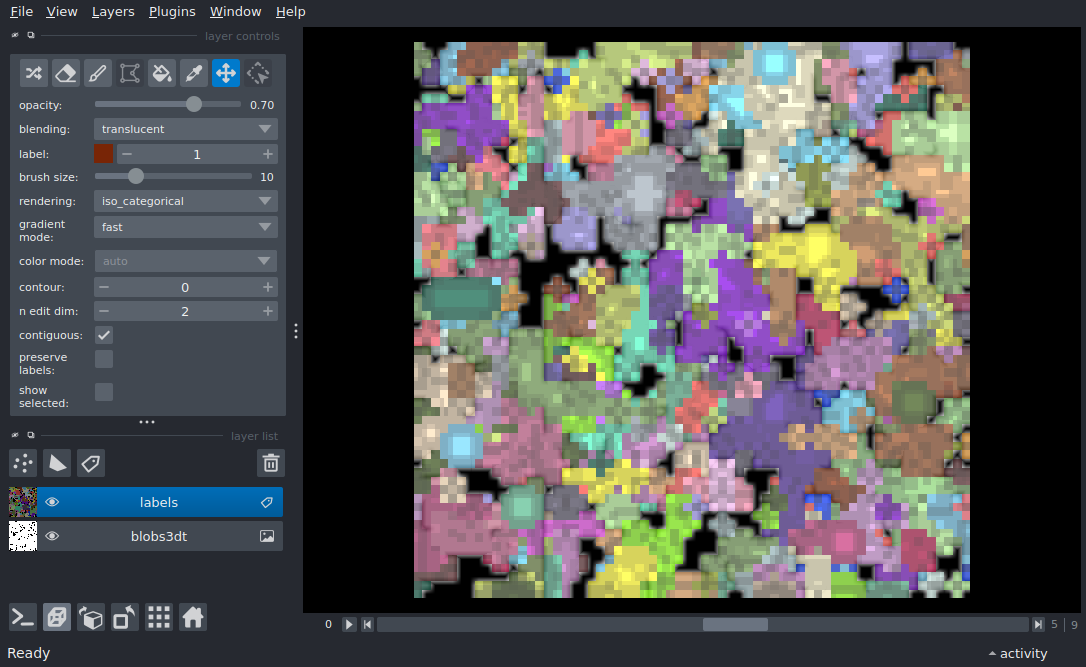 File View Layers Plugins Window Help
layer controls
opacity: 0.70
blending: translucent
label: 1
brush size: 10
rendering: iso_categorical
gradient
mode: fast
color mode: auto
contour: 0
n edit dim: 2
contiguous:
preserve
labels:
show
selected:
layer list
labels
blobs3dt
0 5 9
Ready activity